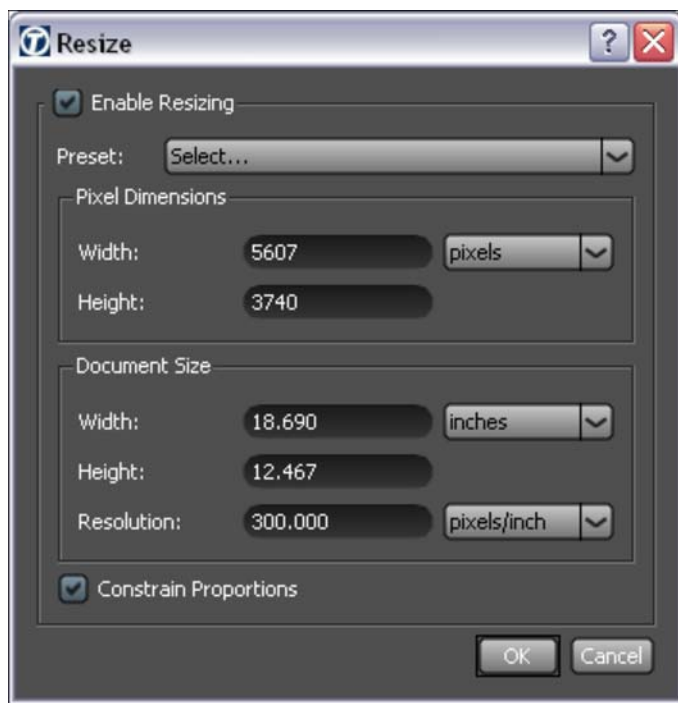 Resize
Enable Resizing
Preset: Select...
Pixel Dimensions
Width: 5607 pixels
Height: 3740
Document Size
Width: 18.690 inches
Height: 12.467
Resolution: 300.000 pixels/inch
Constrain Proportions
OK Cancel